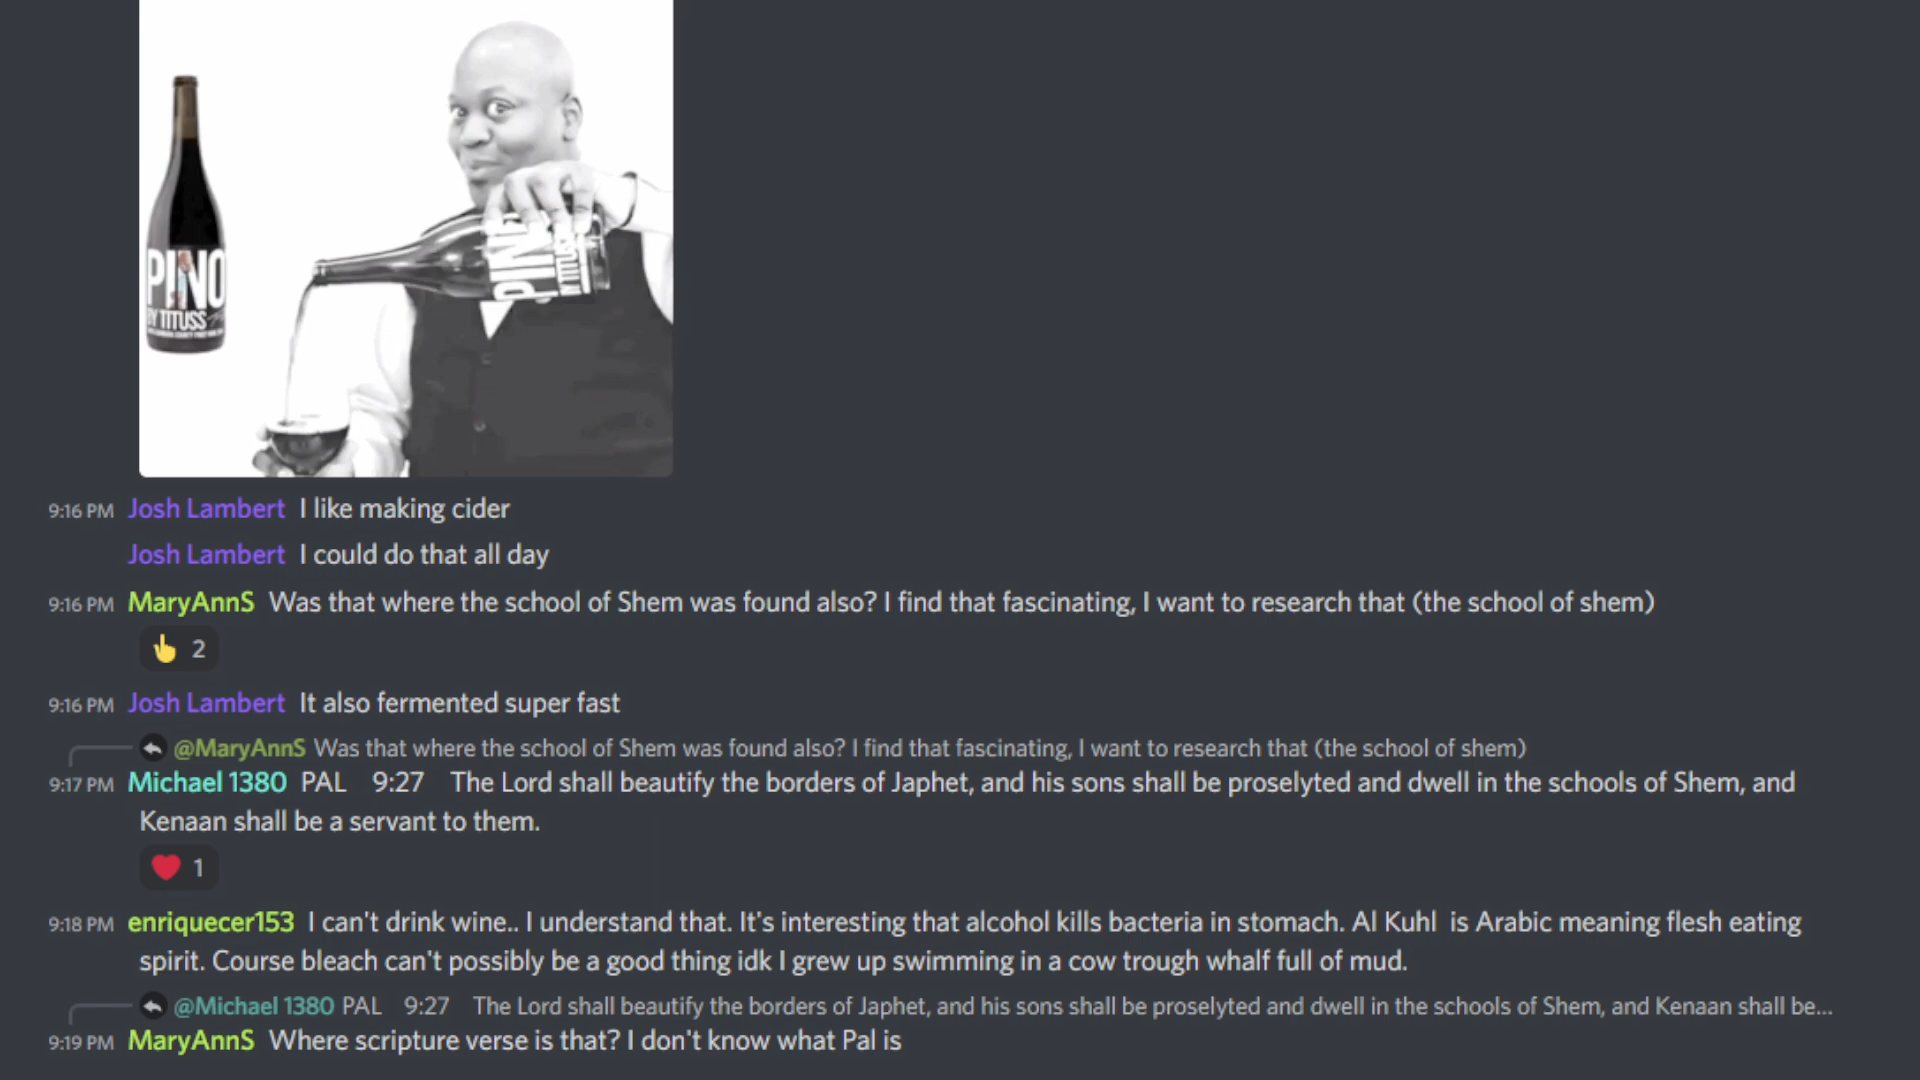 PINO
BY TITUSS
PINO
BY TITUSS
9:16 PM Josh Lambert I like making cider
Josh Lambert I could do that all day
9:16 PM MaryAnnS Was that where the school of Shem was found also? I find that fascinating, I want to research that (the school of shem)
2
9:16 PM Josh Lambert It also fermented super fast
@MaryAnnS Was that where the school of Shem was found also? I find that fascinating, I want to research that (the school of shem)
9:17 PM Michael 1380 PAL 9:27 The Lord shall beautify the borders of Japhet, and his sons shall be proselyted and dwell in the schools of Shem, and
Kenaan shall be a servant to them.
1
9:18 PM enriquecer153 I can't drink wine.. I understand that. It's interesting that alcohol kills bacteria in stomach. Al Kuhl is Arabic meaning flesh eating
spirit. Course bleach can't possibly be a good thing idk I grew up swimming in a cow trough whalf full of mud.
@Michael 1380 PAL 9:27 The Lord shall beautify the borders of Japhet, and his sons shall be proselyted and dwell in the schools of Shem, and Kenaan shall be...
9:19 PM MaryAnnS Where scripture verse is that? I don't know what Pal is